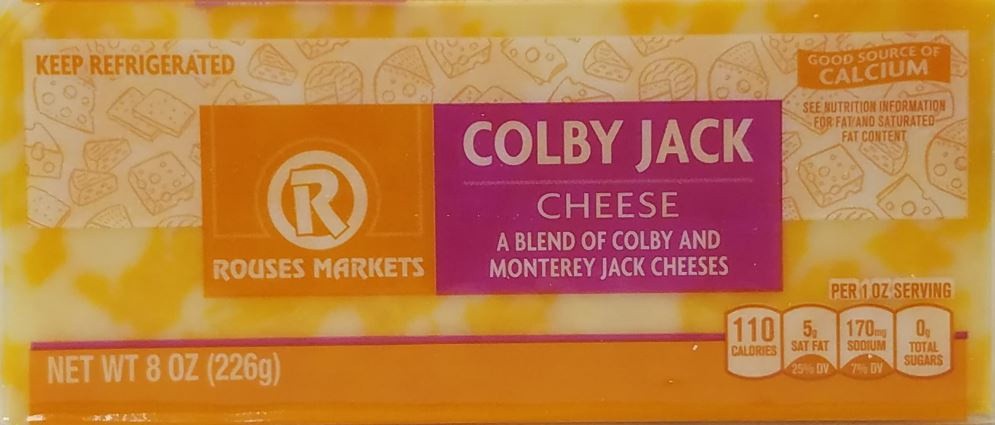 KEEP REFRIGERATED
GOOD SOURCE OF
CALCIUM
SEE NUTRITION INFORMATION
FOR FAT AND SATURATED
FAT CONTENT
R
ROUSES MARKETS
COLBY JACK
CHEESE
A BLEND OF COLBY AND
MONTEREY JACK CHEESES
PER 1 OZ SERVING
110
CALORIES
5g
SAT FAT
25% DV
170mg
SODIUM
7% DV
0g
TOTAL
SUGARS
NET WT 8 OZ (226g)